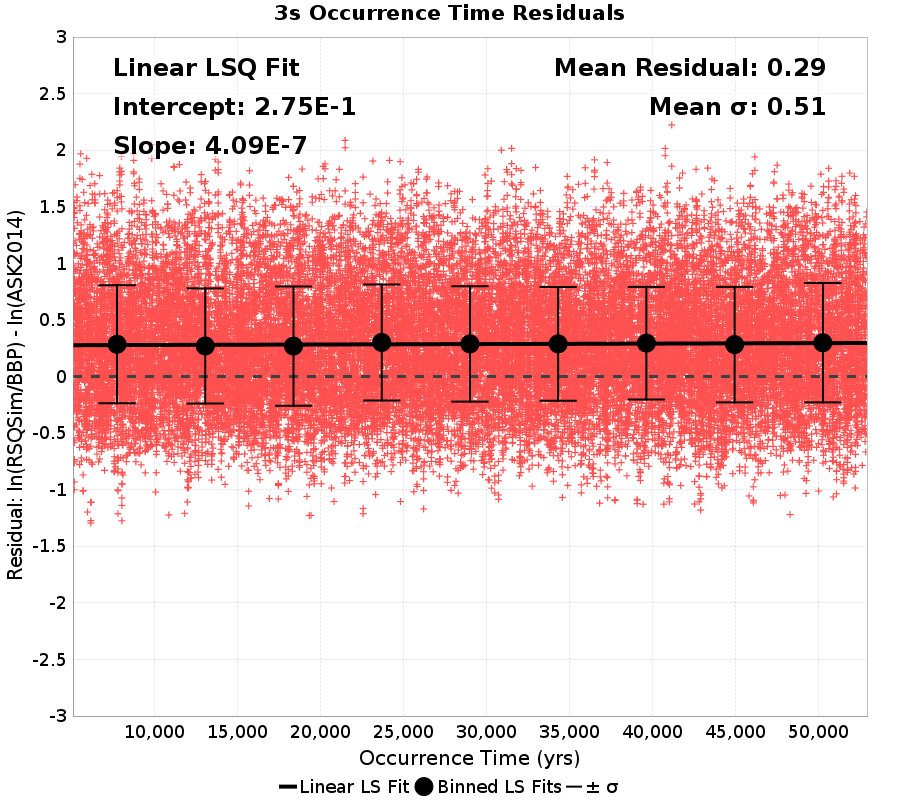 3s Occurrence Time Residuals
Linear LSQ Fit
Intercept: 2.75E-1
Slope: 4.09E-7
Mean Residual: 0.29
Mean σ: 0.51
Residual: ln(RSQSim/BBP) - ln(ASK2014)
3
2.5
2
1.5
1
0.5
0
-0.5
-1
-1.5
-2
-2.5
-3
10,000 15,000 20,000 25,000 30,000 35,000 40,000 45,000 50,000
Occurrence Time (yrs)
Linear LS Fit Binned LS Fits ± σ